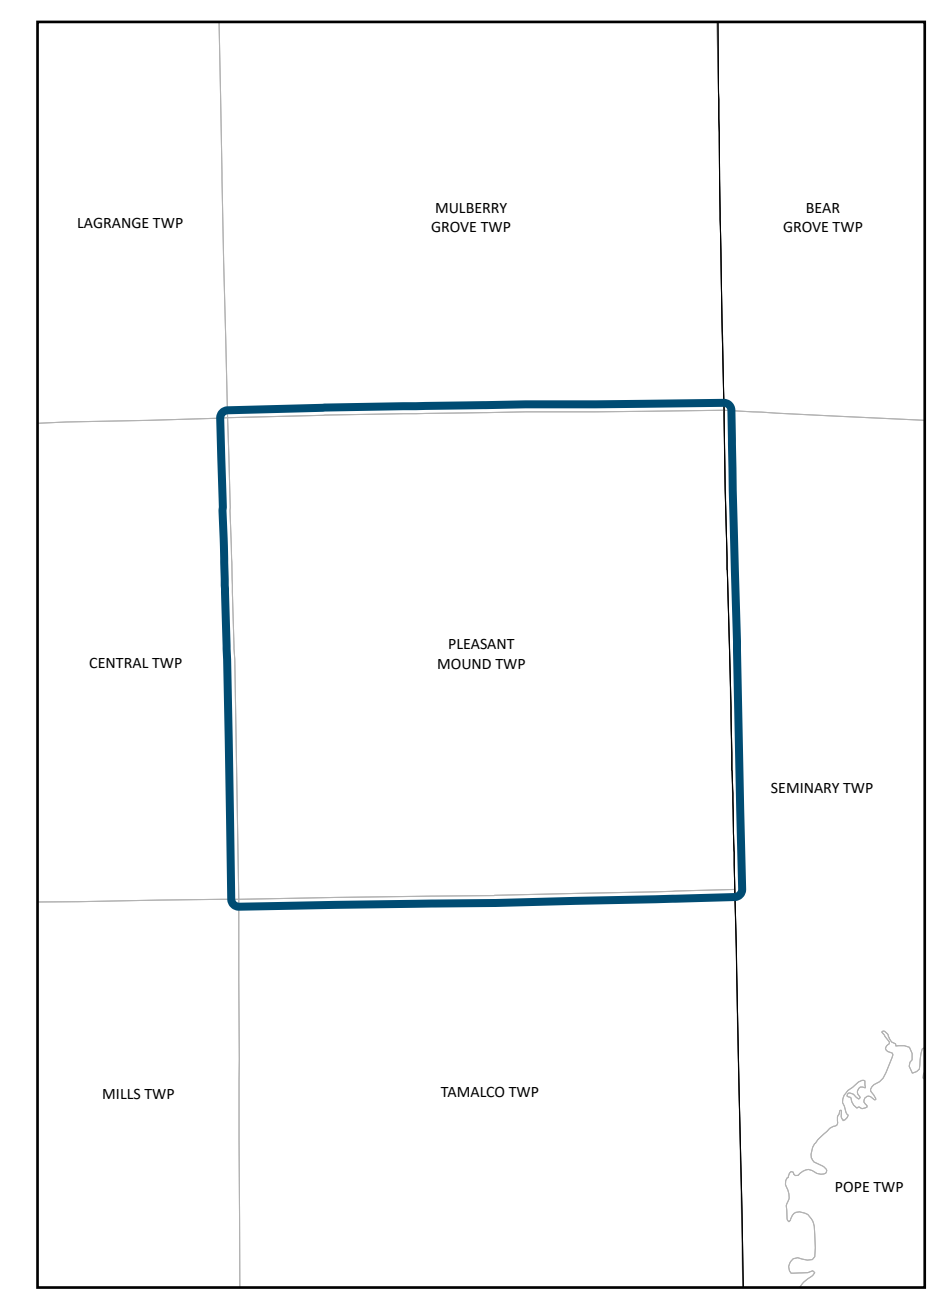 LAGRANGE TWP
MULBERRY
GROVE TWP
BEAR
GROVE TWP
CENTRAL TWP
PLEASANT
MOUND TWP
SEMINARY TWP
MILLS TWP
TAMALCO TWP
POPE TWP